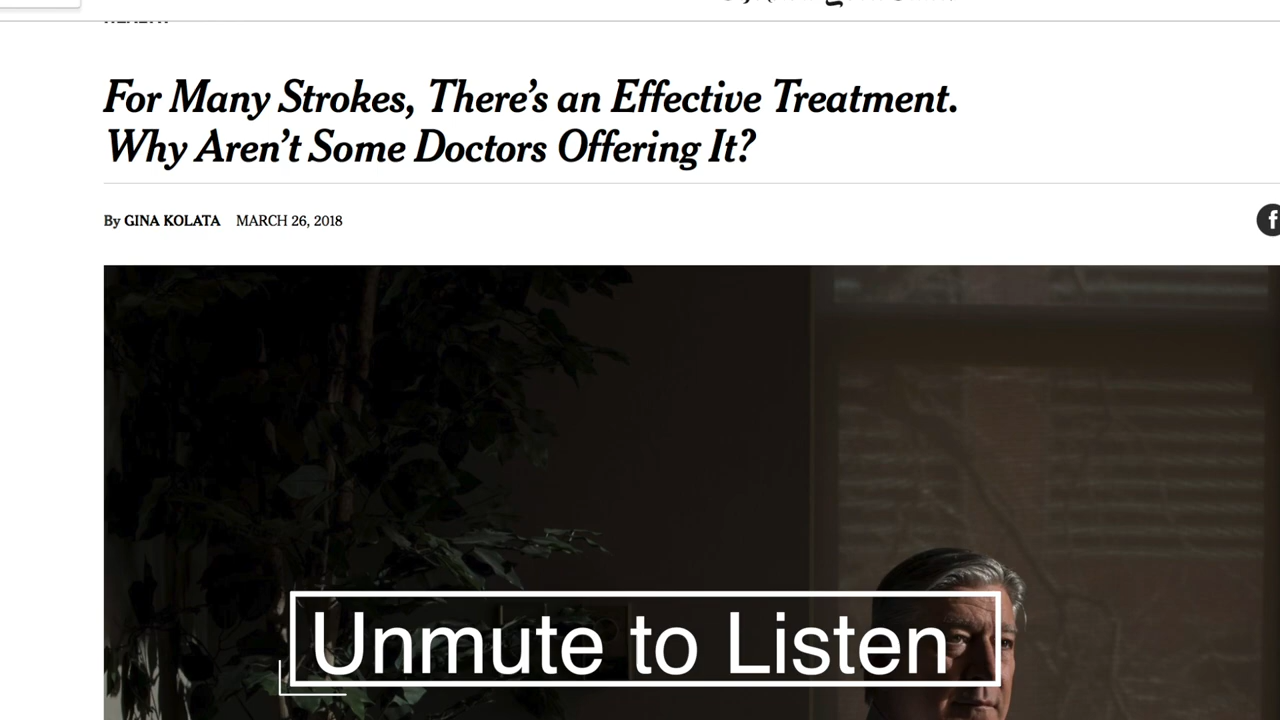 For Many Strokes, There's an Effective Treatment.
Why Aren't Some Doctors Offering It?
By GINA KOLATA MARCH 26, 2018
f
Unmute to Listen